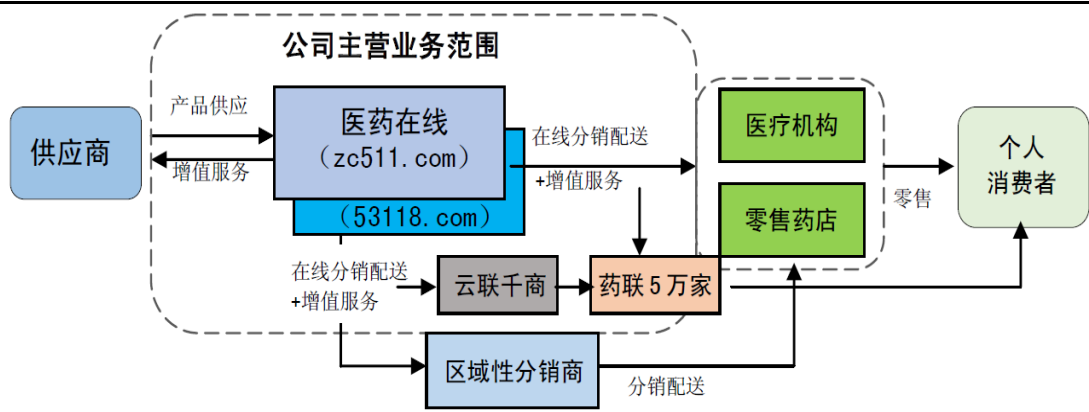 公司主营业务范围
供应商
产品供应
增值服务
医药在线
（zc511.com）
（53118.com）
在线分销配送
+增值服务
医疗机构
零售药店
零售
个人
消费者
在线分销配送
+增值服务
云联千商
药联5万家
区域性分销商
分销配送